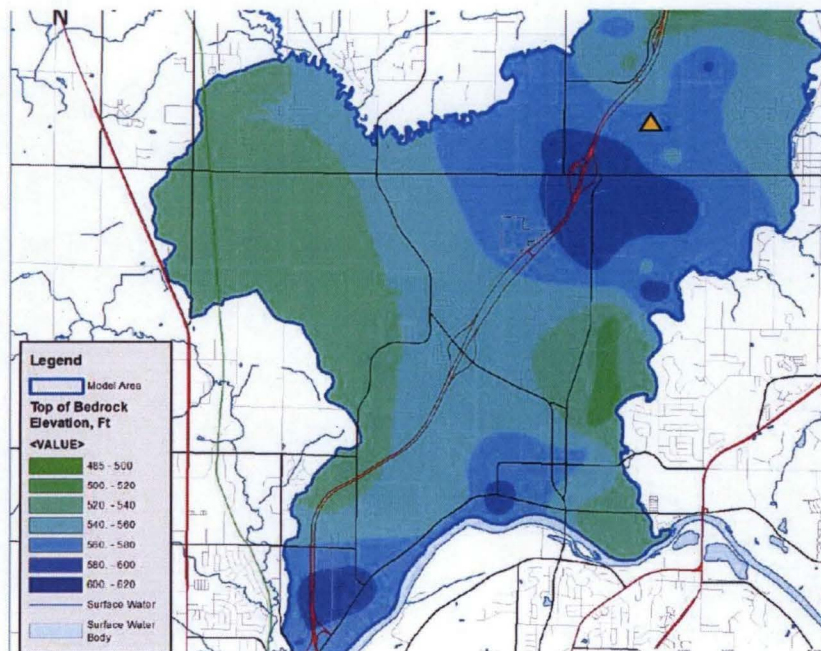 N
Legend
Model Area
Top of Bedrock
Elevation, Ft
<VALUE>
485 - 500
500. - 520
520. - 540
540. - 560
560. - 580
580. - 600
600. - 620
Surface Water
Surface Water
Body